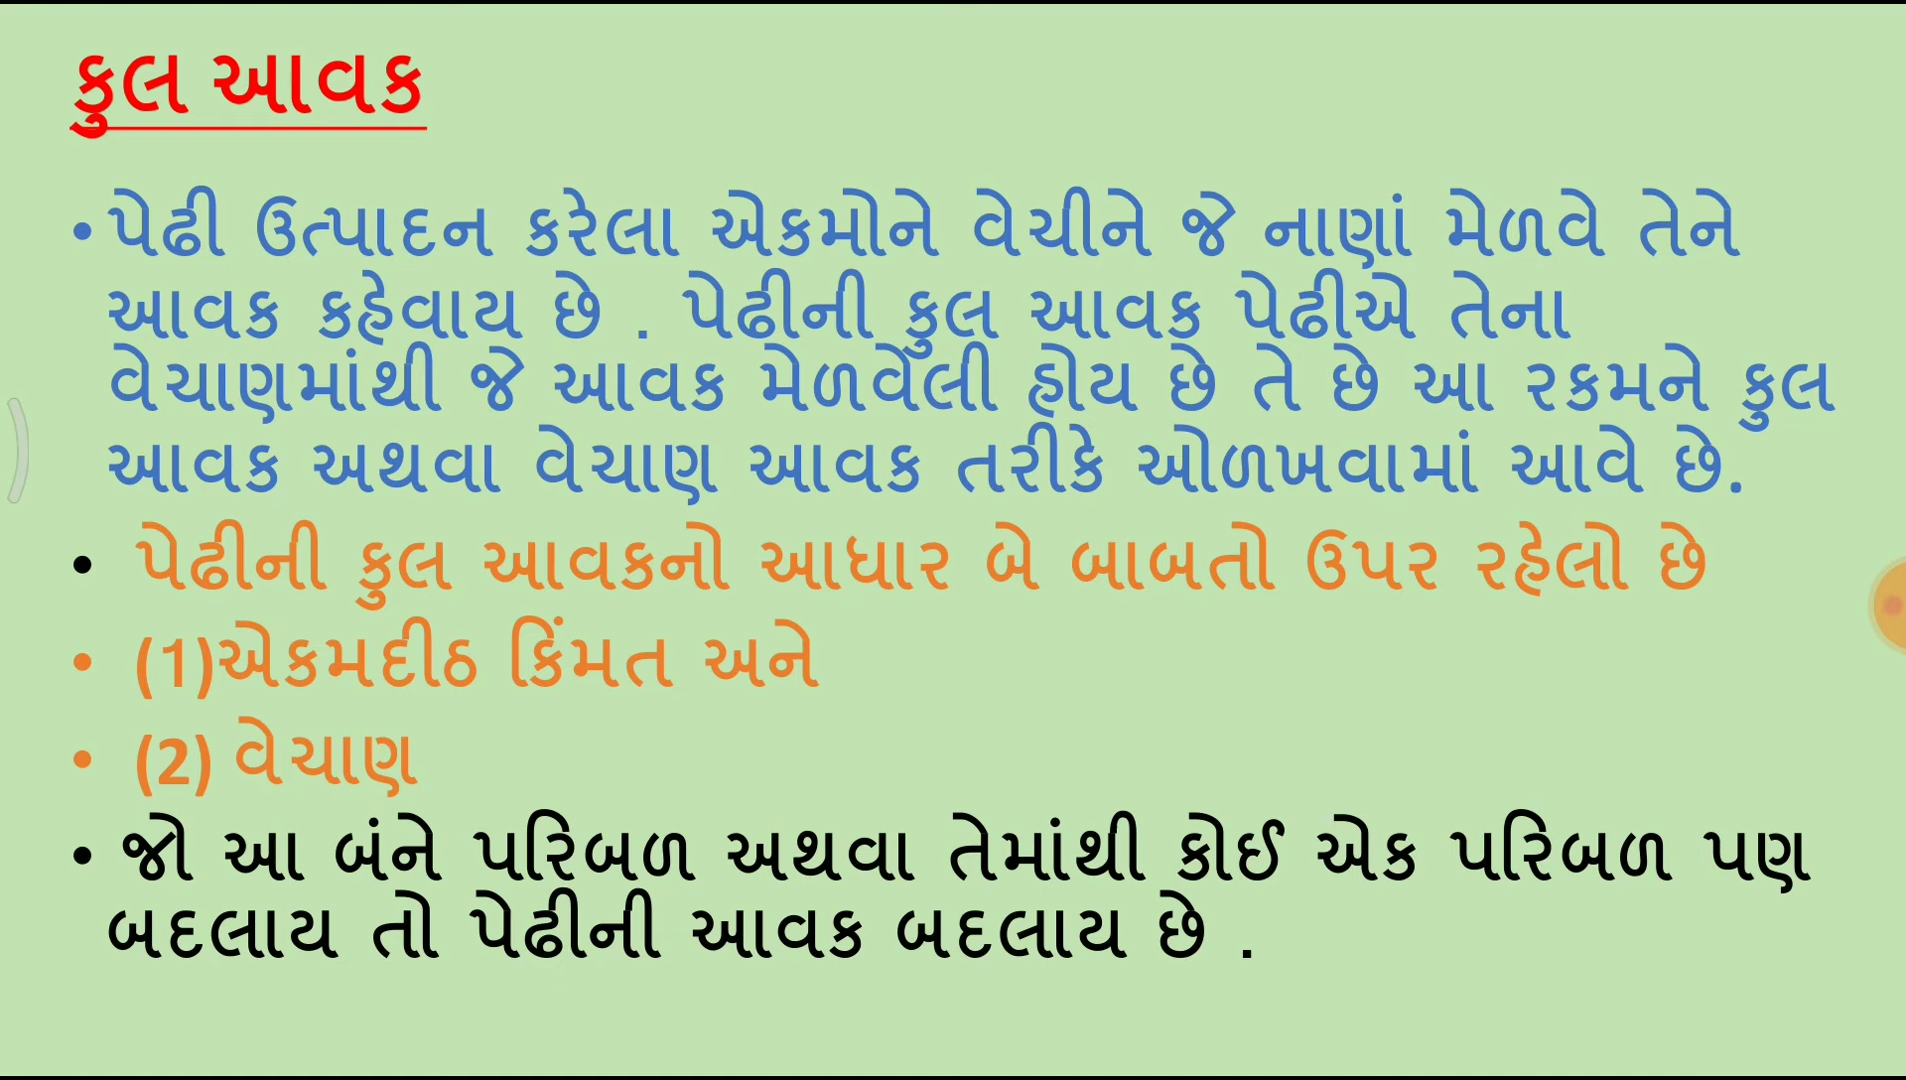 કુલ આવક
• પેઢી ઉત્પાદન કરેલા એકમોને વેચીને જે નાણાં મેળવે તેને
આવક કહેવાય છે . પેઢીની કુલ આવક પેઢીએ તેના
વેચાણમાંથી જે આવક મેળવેલી હોય છે તે છે આ રકમને કુલ
આવક અથવા વેચાણ આવક તરીકે ઓળખવામાં આવે છે.
• પેઢીની કુલ આવકનો આધાર બે બાબતો ઉપર રહેલો છે
• (1)એકમદીઠ કિંમત અને
• (2) વેચાણ
• જો આ બંને પરિબળ અથવા તેમાંથી કોઈ એક પરિબળ પણ
બદલાય તો પેઢીની આવક બદલાય છે .